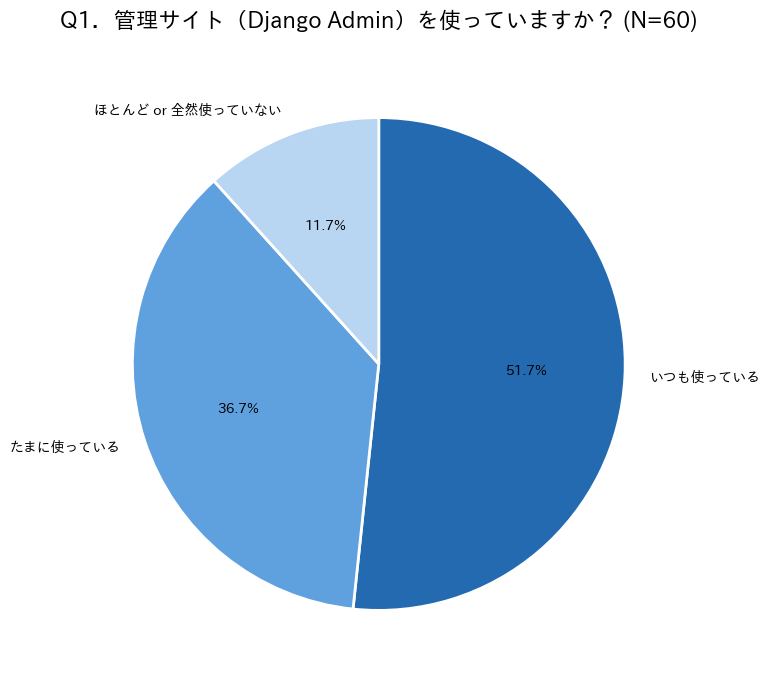 Q1．管理サイト（Django Admin）を使っていますか？ (N=60)
ほとんど or 全然使っていない
11.7%
51.7%
いつも使っている
36.7%
たまに使っている